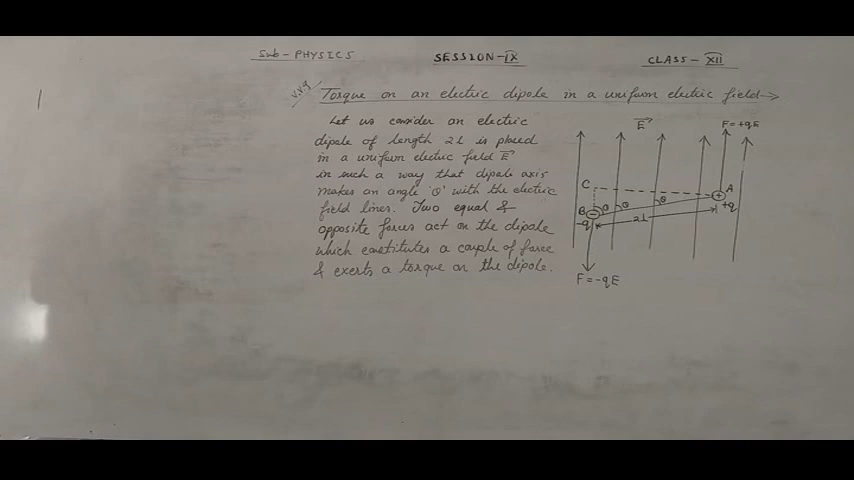 Sub-PHYSICS
SESSION-IX
CLASS-XII
V.V.q
Torque on an electric dipole in a uniform electric field→
Let us consider an electric
dipole of length 2l is placed
in a uniform electric field E⃗
in such a way that dipole axis
makes an angle 'θ' with the electric
field lines. Two equal &
opposite forces act on the dipole
which constitutes a couple of force
& exerts a torque on the dipole.
E⃗
F=+qE
C
A
B
θ
θ
θ
+q
-q
2l
F=-qE